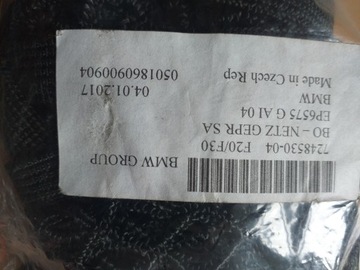 BMW GROUP
7248530-04 F20/F30
BO - NETZ GEPR. SA
EP6575 G AI 04
BMW
Made in Czech Rep
04.01.2017 0501860900904